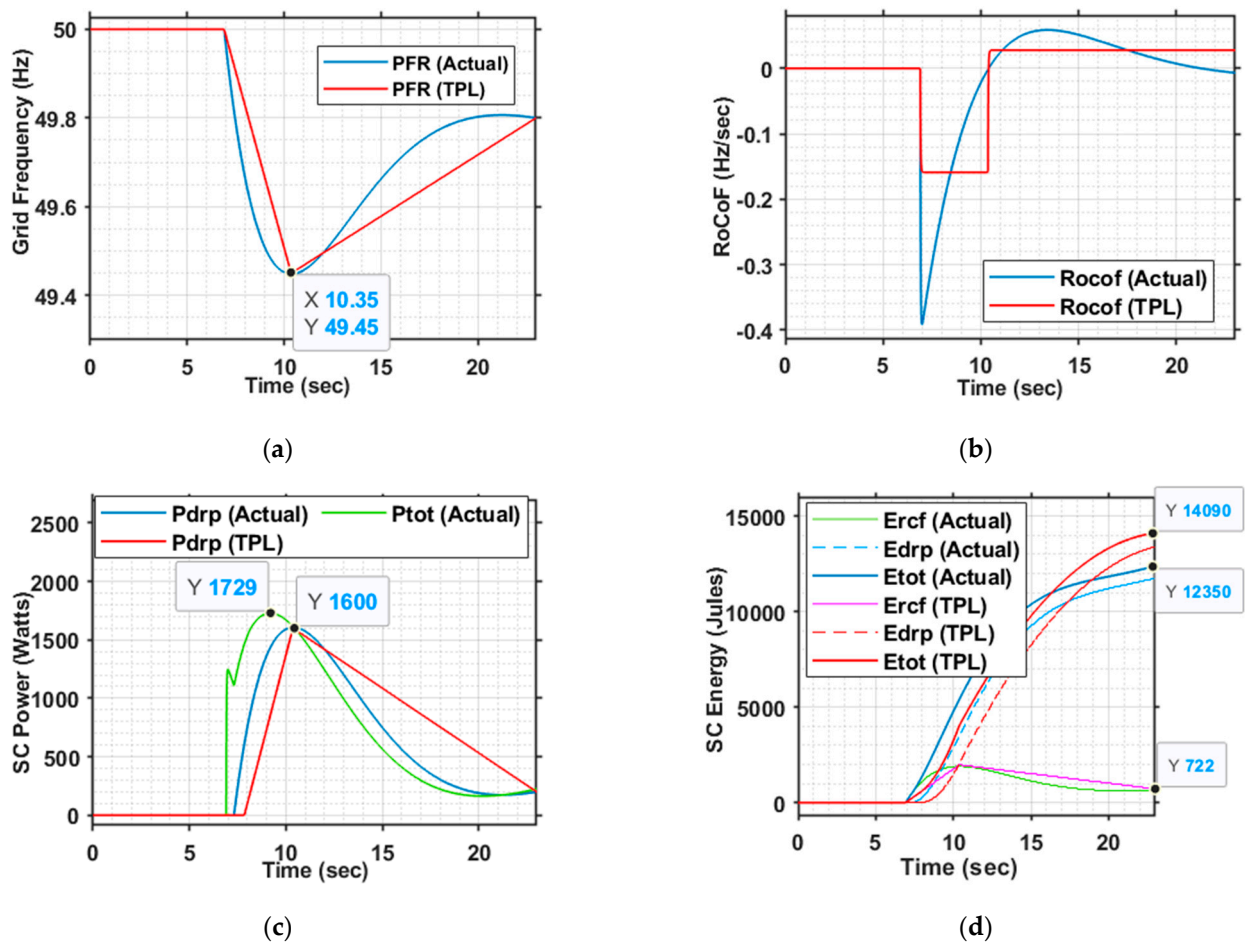 Grid Frequency (Hz)
50
49.8
49.6
49.4
PFR (Actual)
PFR (TPL)
X 10.35
Y 49.45
0 5 10 15 20
Time (sec)
(a)
RoCoF (Hz/sec)
0
-0.1
-0.2
-0.3
-0.4
Rocof (Actual)
Rocof (TPL)
0 5 10 15 20
Time (sec)
(b)
SC Power (Watts)
2500
2000
1500
1000
500
0
Pdrp (Actual) Ptot (Actual)
Pdrp (TPL)
Y 1729
Y 1600
0 5 10 15 20
Time (sec)
(c)
SC Energy (Jules)
15000
10000
5000
0
Ercf (Actual)
Edrp (Actual)
Etot (Actual)
Ercf (TPL)
Edrp (TPL)
Etot (TPL)
Y 14090
Y 12350
Y 722
0 5 10 15 20
Time (sec)
(d)